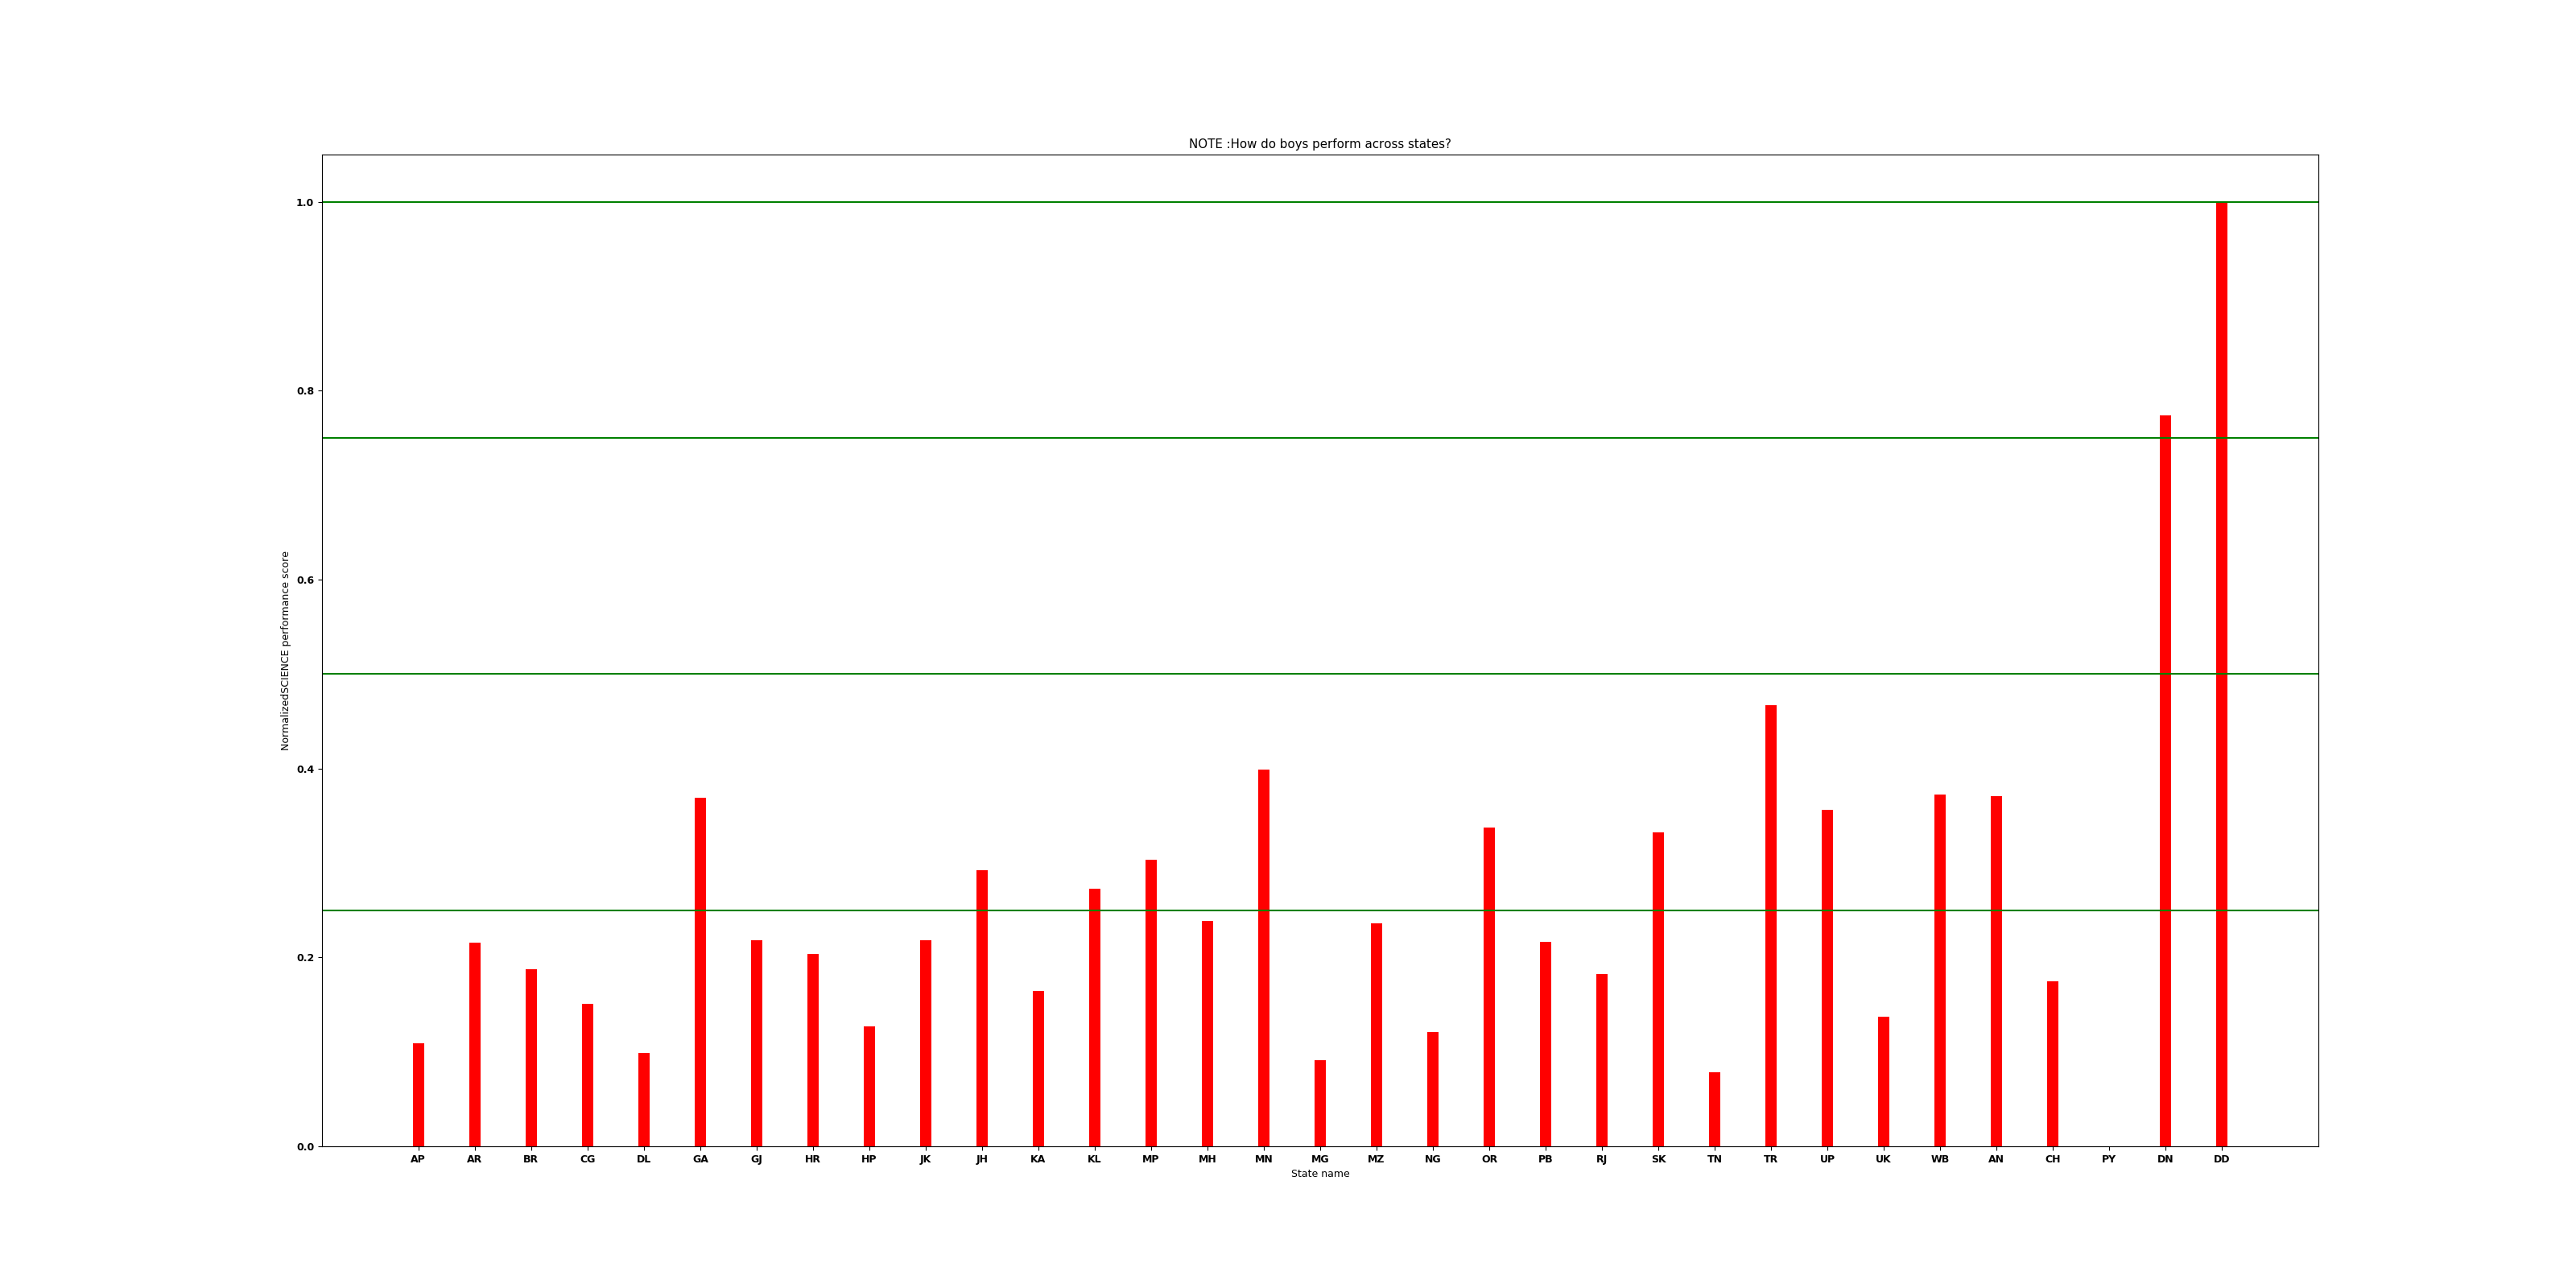 NOTE :How do boys perform across states?
1.0
0.8
0.6
0.4
0.2
0.0
NormalizedSCIENCE performance score
AP AR BR CG DL GA GJ HR HP JK JH KA KL MP MH MN MG MZ NG OR PB RJ SK TN TR UP UK WB AN CH PY DN DD
State name